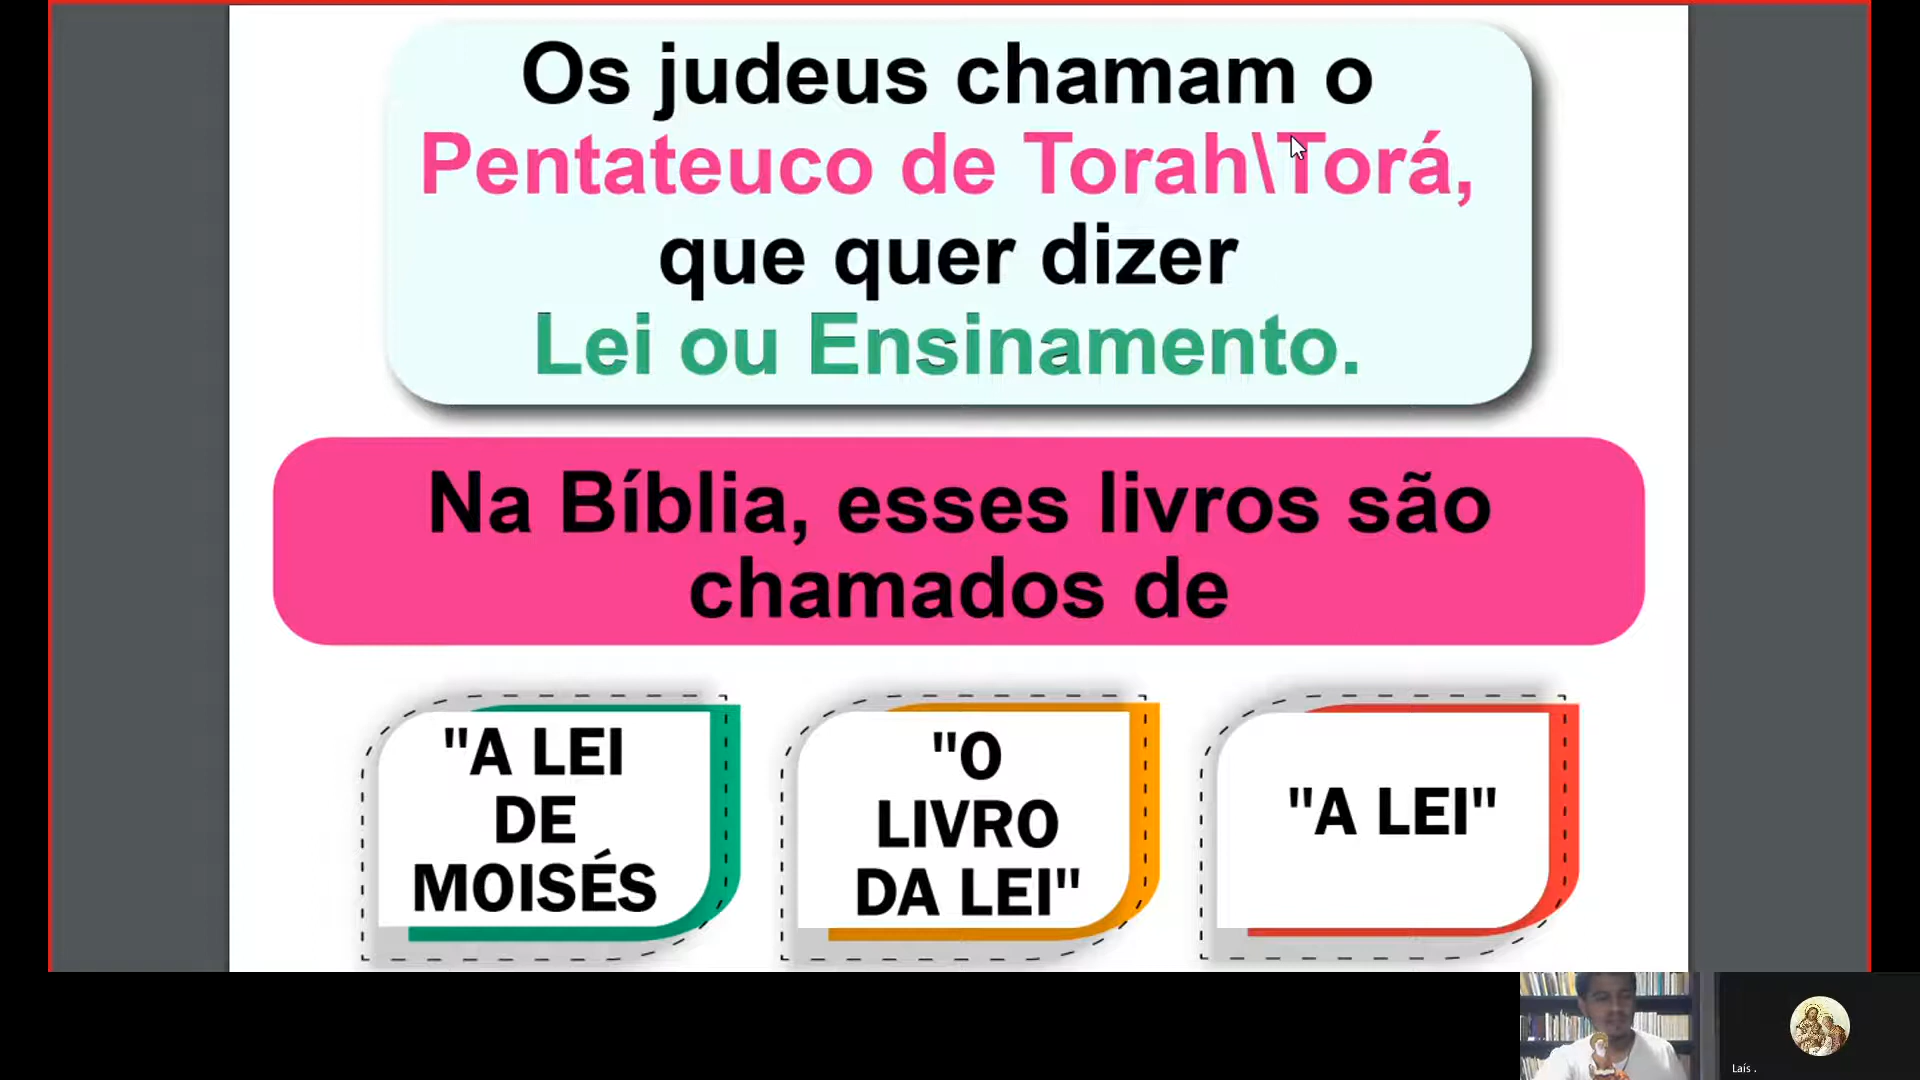 Os judeus chamam o
Pentateuco de Torah\Torá,
que quer dizer
Lei ou Ensinamento.
Na Bíblia, esses livros são
chamados de
"A LEI
DE
MOISÉS
"O
LIVRO
DA LEI"
"A LEI"
Laís .